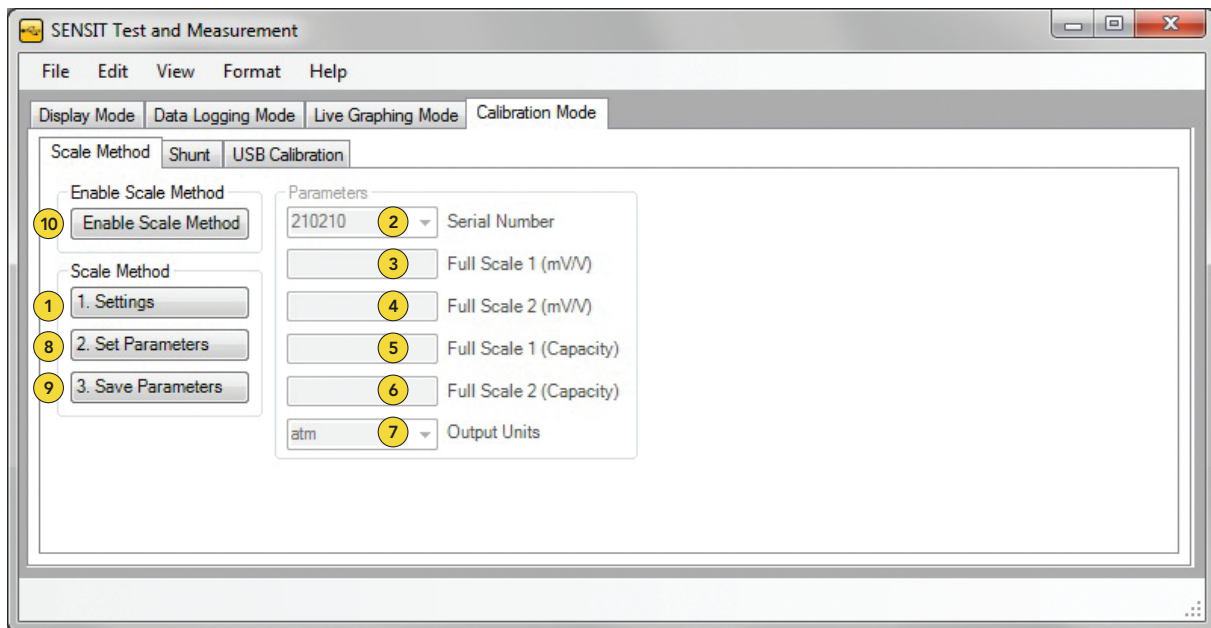 SENSIT Test and Measurement
File Edit View Format Help
Display Mode Data Logging Mode Live Graphing Mode Calibration Mode
Scale Method Shunt USB Calibration
Enable Scale Method
10 Enable Scale Method
Scale Method
1 1. Settings
8 2. Set Parameters
9 3. Save Parameters
Parameters
210210 2 Serial Number
3 Full Scale 1 (mV/V)
4 Full Scale 2 (mV/V)
5 Full Scale 1 (Capacity)
6 Full Scale 2 (Capacity)
atm 7 Output Units